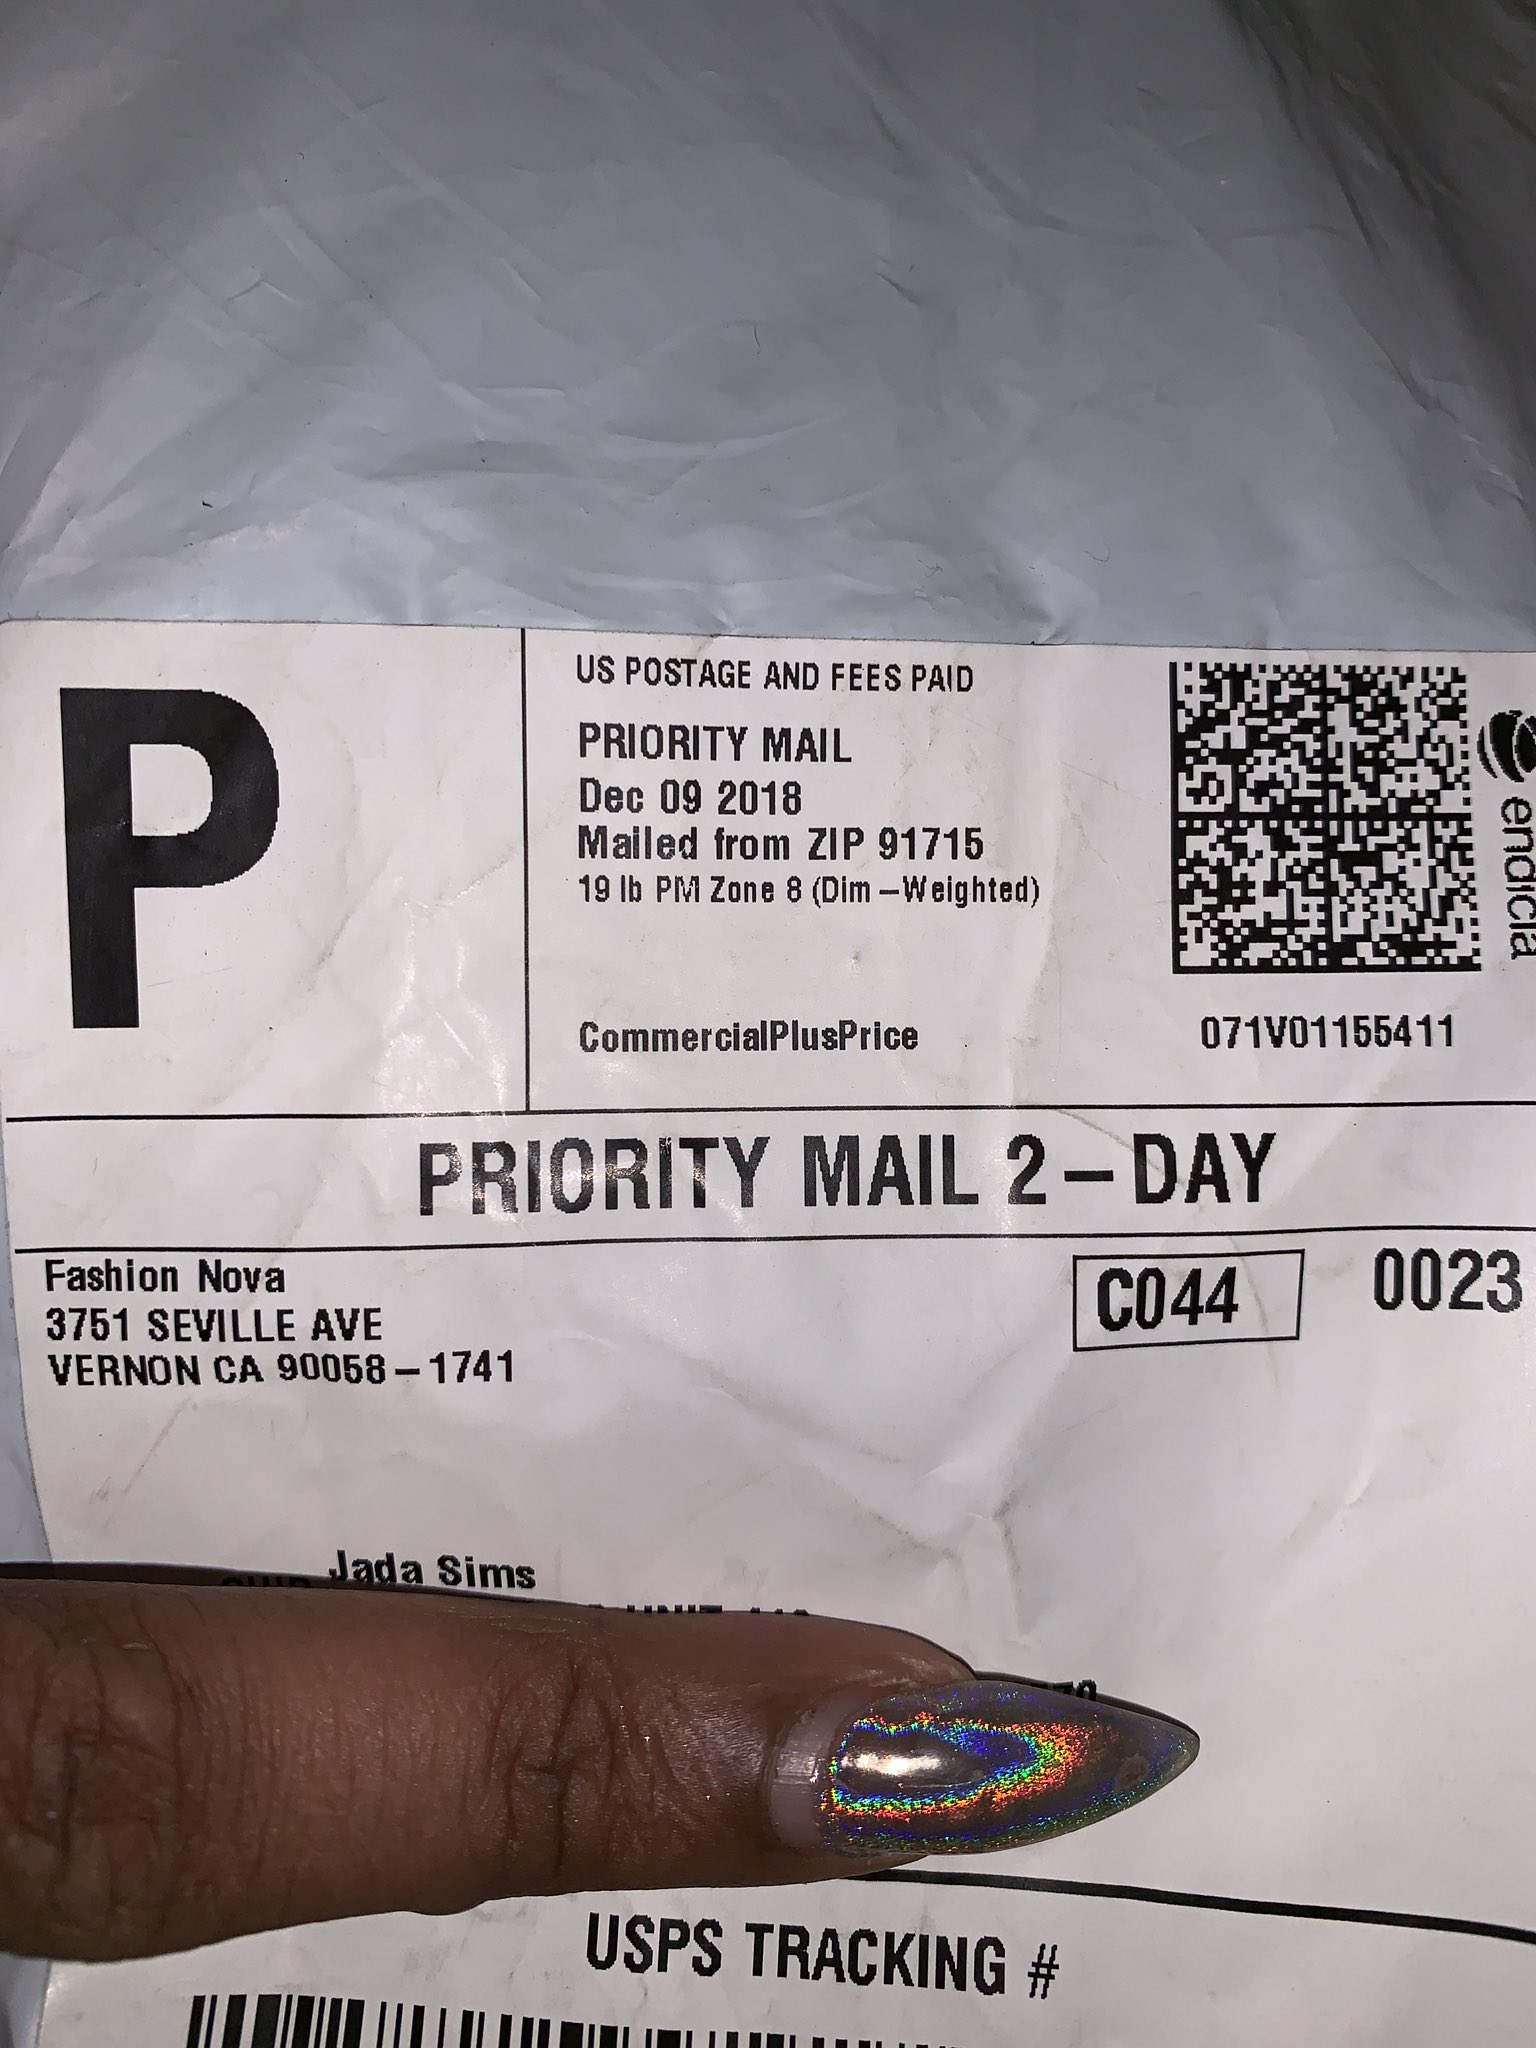 P
US POSTAGE AND FEES PAID
PRIORITY MAIL
Dec 09 2018
Mailed from ZIP 91715
19 lb PM Zone 8 (Dim-Weighted)
CommercialPlusPrice
endicia
071V01155411
PRIORITY MAIL 2-DAY
Fashion Nova
3751 SEVILLE AVE
VERNON CA 90058-1741
C044
0023
Jada Sims
USPS TRACKING #